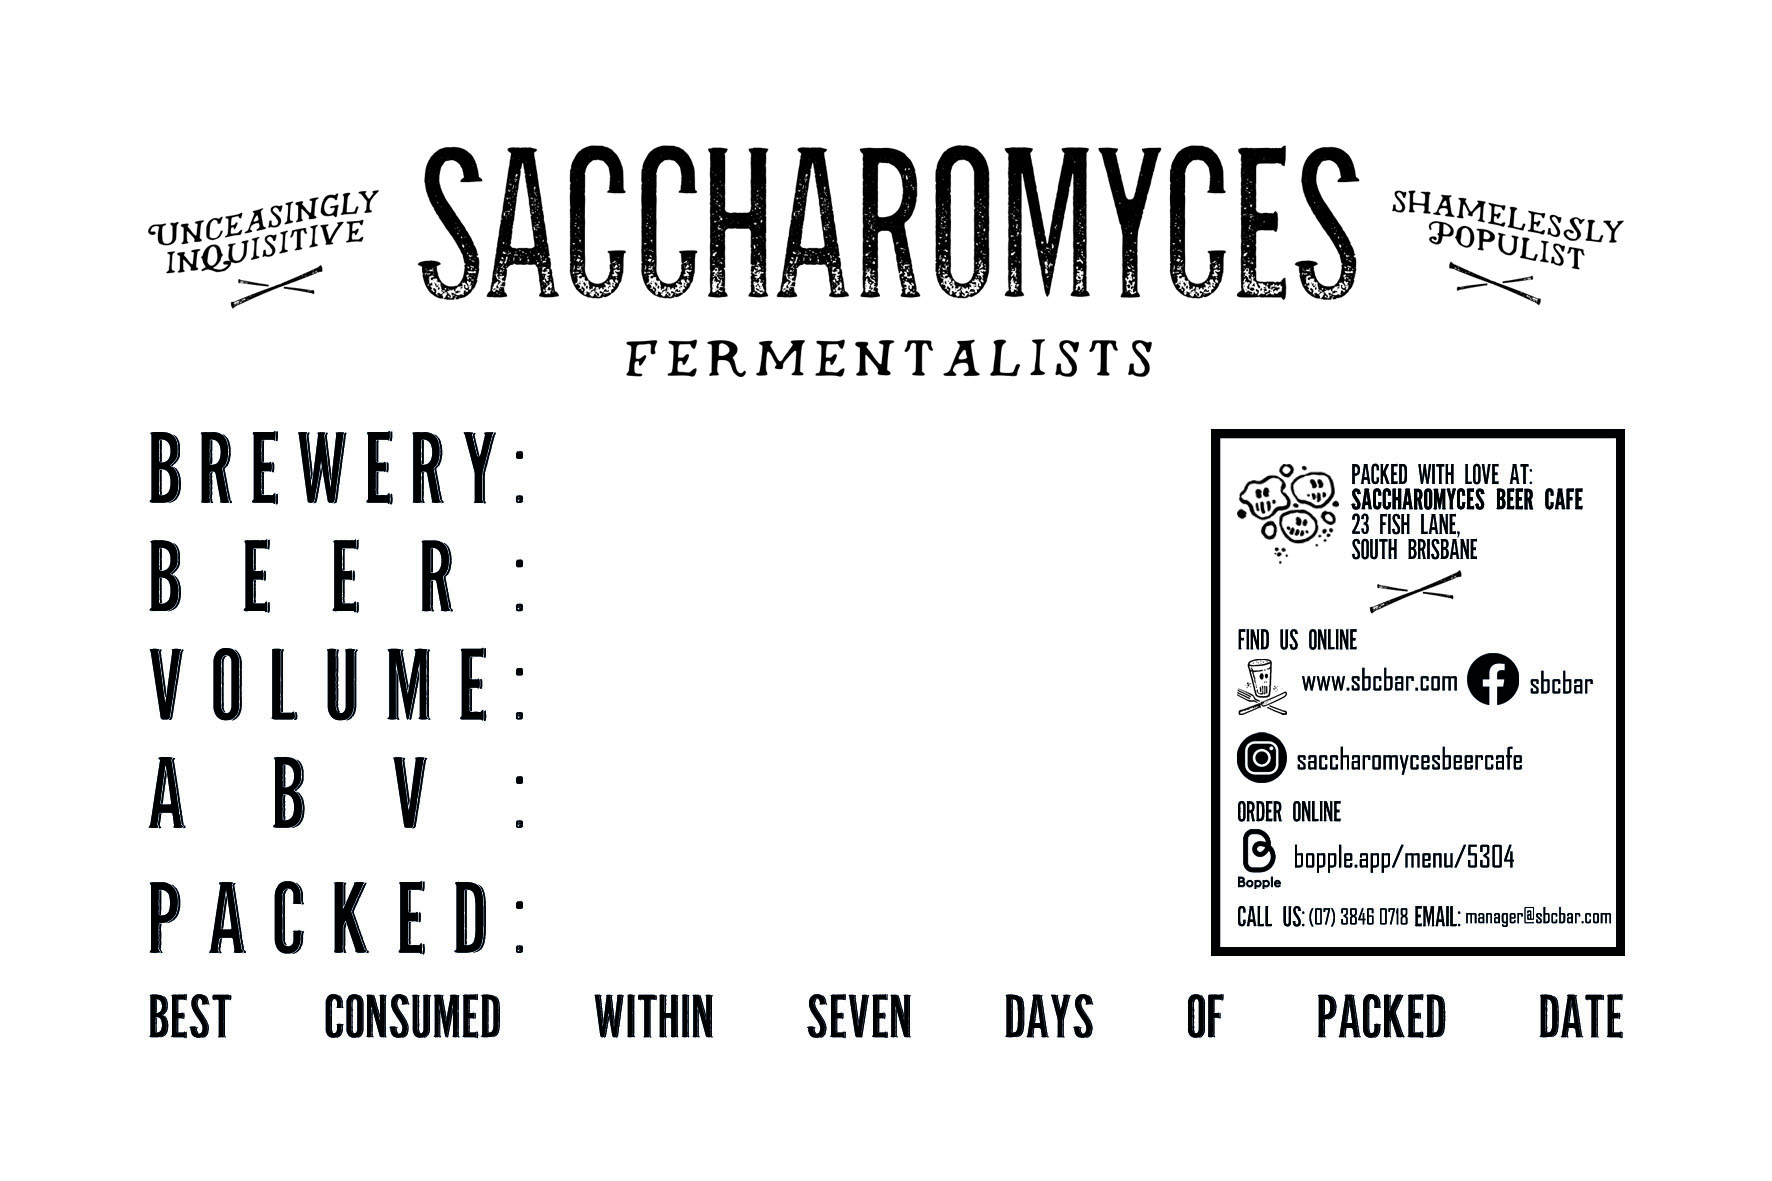 UNCEASINGLY
INQUISITIVE
SACCHAROMYCES
SHAMELESSLY
POPULIST
FERMENTALISTS
BREWERY:
BEER:
VOLUME:
ABV:
PACKED:
PACKED WITH LOVE AT:
SACCHAROMYCES BEER CAFE
23 FISH LANE,
SOUTH BRISBANE
FIND US ONLINE
www.sbcbar.com sbcbar
saccharomycesbeercafe
ORDER ONLINE
bopple.app/menu/5304
Bopple
CALL US: (07) 3846 0718 EMAIL: manager@sbcbar.com
BEST CONSUMED WITHIN SEVEN DAYS OF PACKED DATE